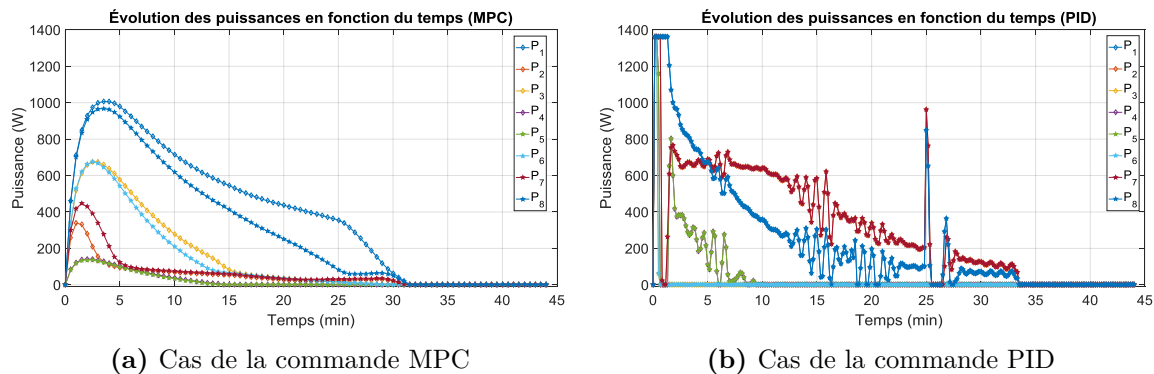 Évolution des puissances en fonction du temps (MPC)
1400
1200
1000
800
600
400
200
0
Puissance (W)
P1
P2
P3
P4
P5
P6
P7
P8
0 5 10 15 20 25 30 35 40 45
Temps (min)
(a) Cas de la commande MPC
Évolution des puissances en fonction du temps (PID)
1400
1200
1000
800
600
400
200
0
Puissance (W)
P1
P2
P3
P4
P5
P6
P7
P8
0 5 10 15 20 25 30 35 40 45
Temps (min)
(b) Cas de la commande PID